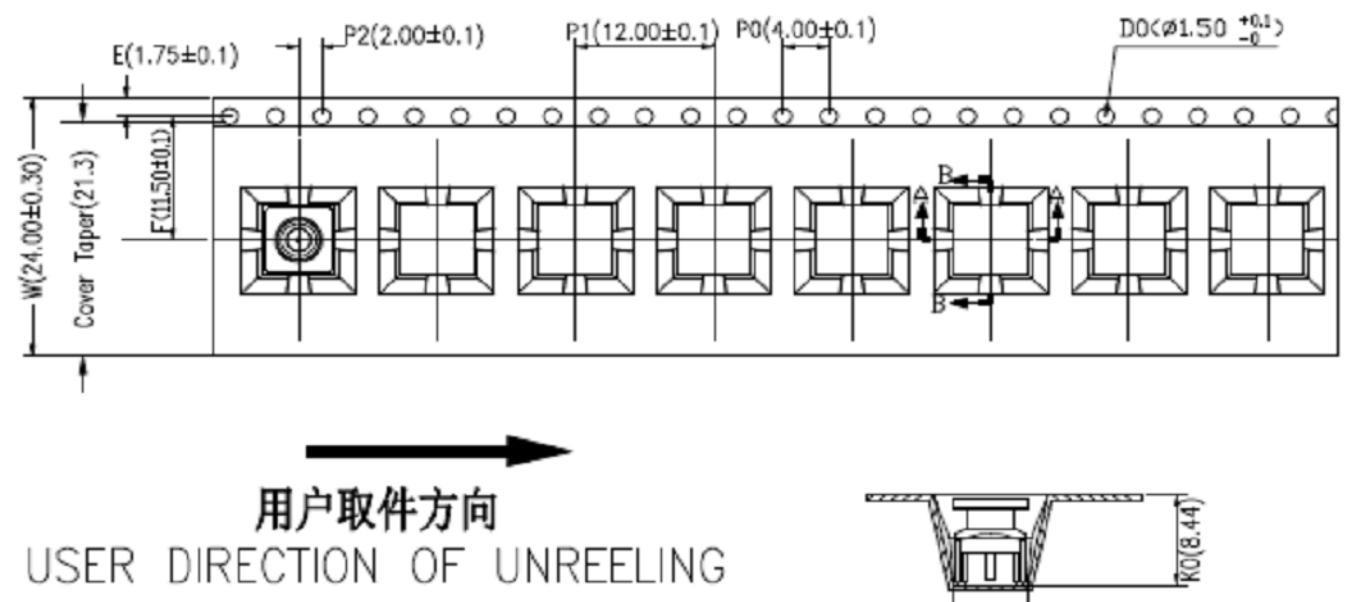 P2(2.00±0.1)
P1(12.00±0.1)
P0(4.00±0.1)
D0(Ø1.50 +0.1 -0)
E(1.75±0.1)
W(24.00±0.30)
Cover Taper(21.3)
F(11.50±0.1)
B
A
A
B
用户取件方向
USER DIRECTION OF UNREELING
K0(8.44)